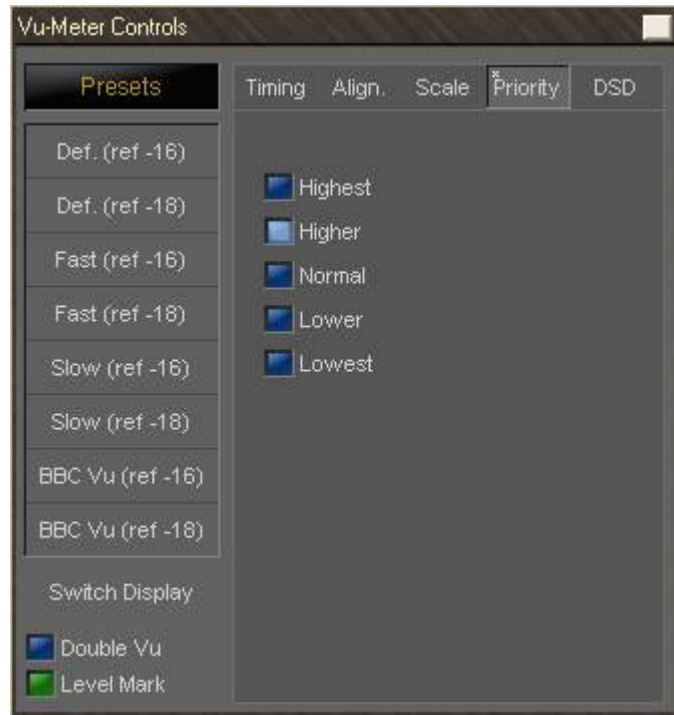 Vu-Meter Controls
Presets
Timing Align. Scale *Priority DSD
Def. (ref -16)
Def. (ref -18)
Fast (ref -16)
Fast (ref -18)
Slow (ref -16)
Slow (ref -18)
BBC Vu (ref -16)
BBC Vu (ref -18)
Switch Display
Double Vu
Level Mark
Highest
Higher
Normal
Lower
Lowest